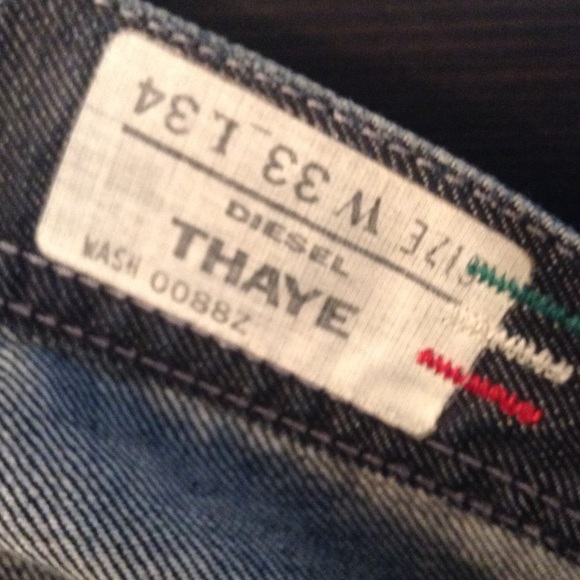 SIZE W 33 L 34
DIESEL
THAYE
WASH 0088Z